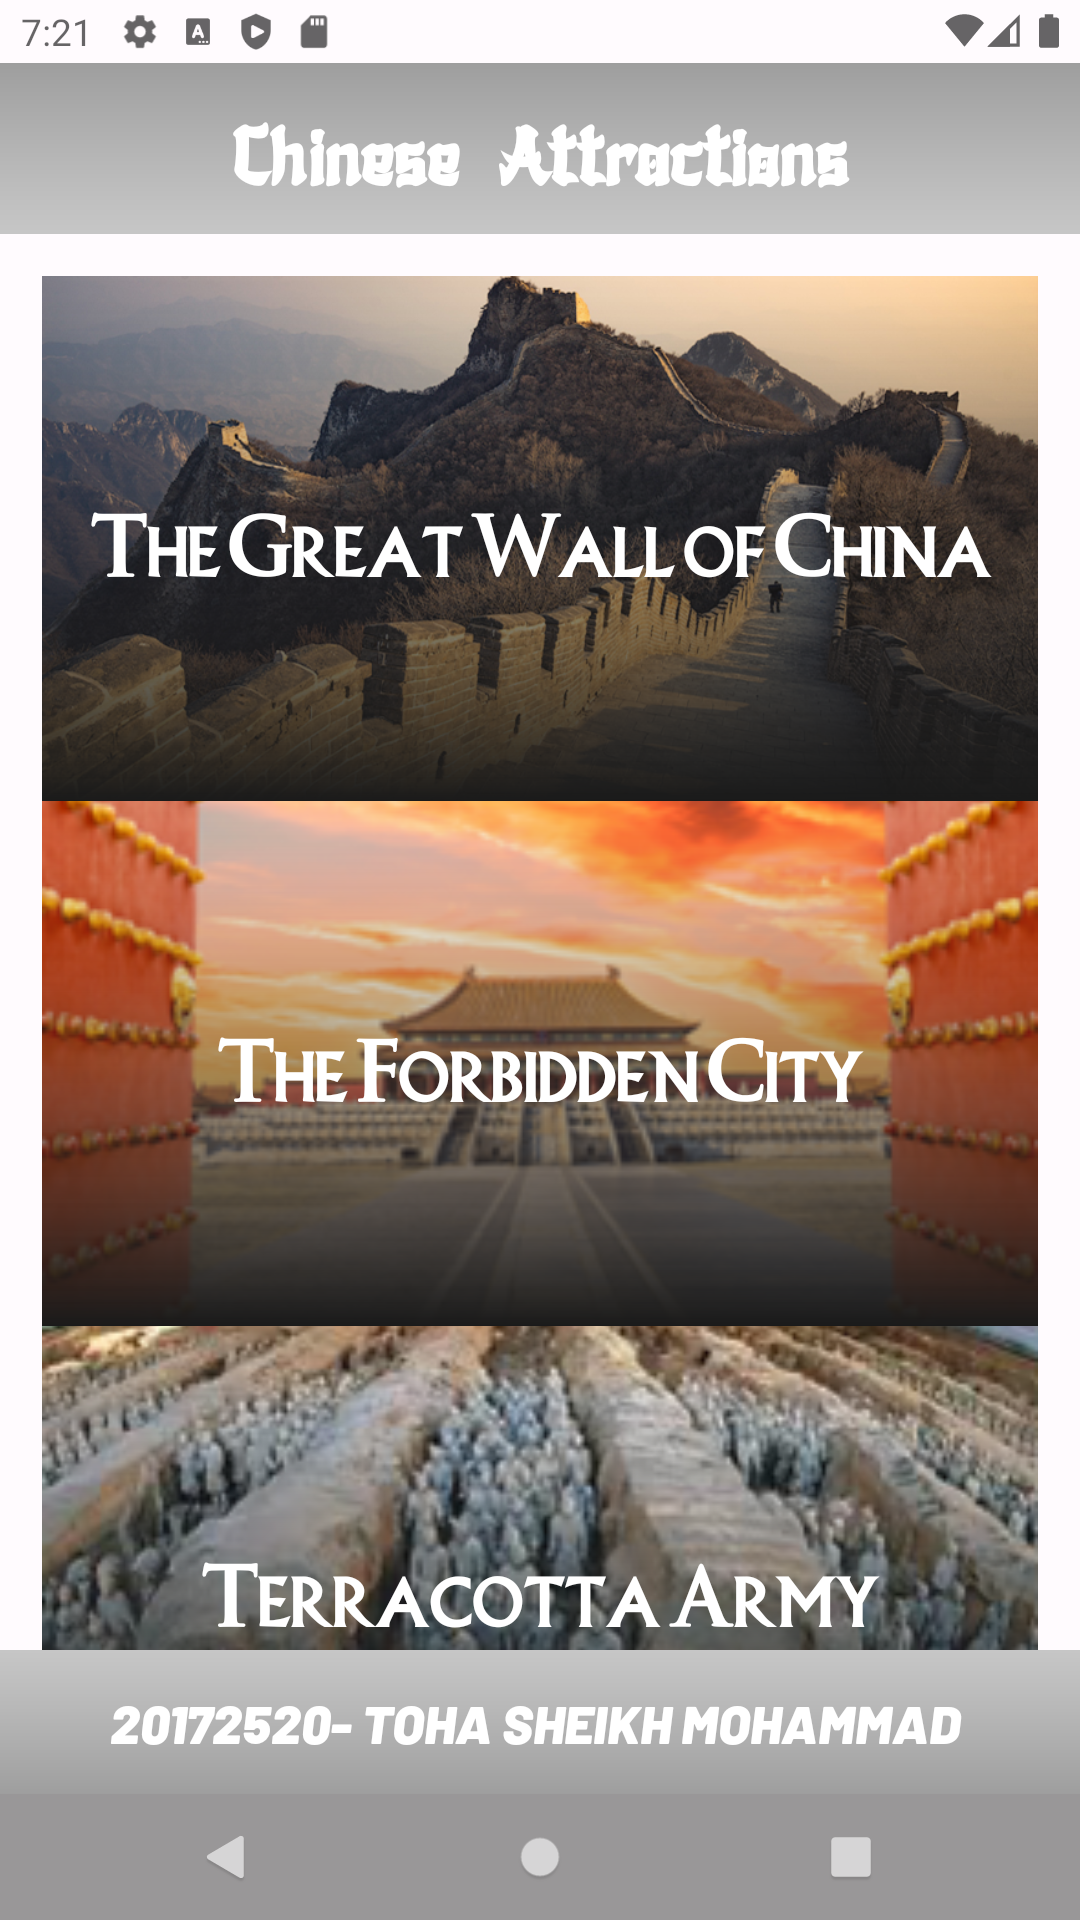 7:21
Chinese Attractions
THE GREAT WALL OF CHINA
THE FORBIDDEN CITY
TERRACOTTA ARMY
20172520- TOHA SHEIKH MOHAMMAD